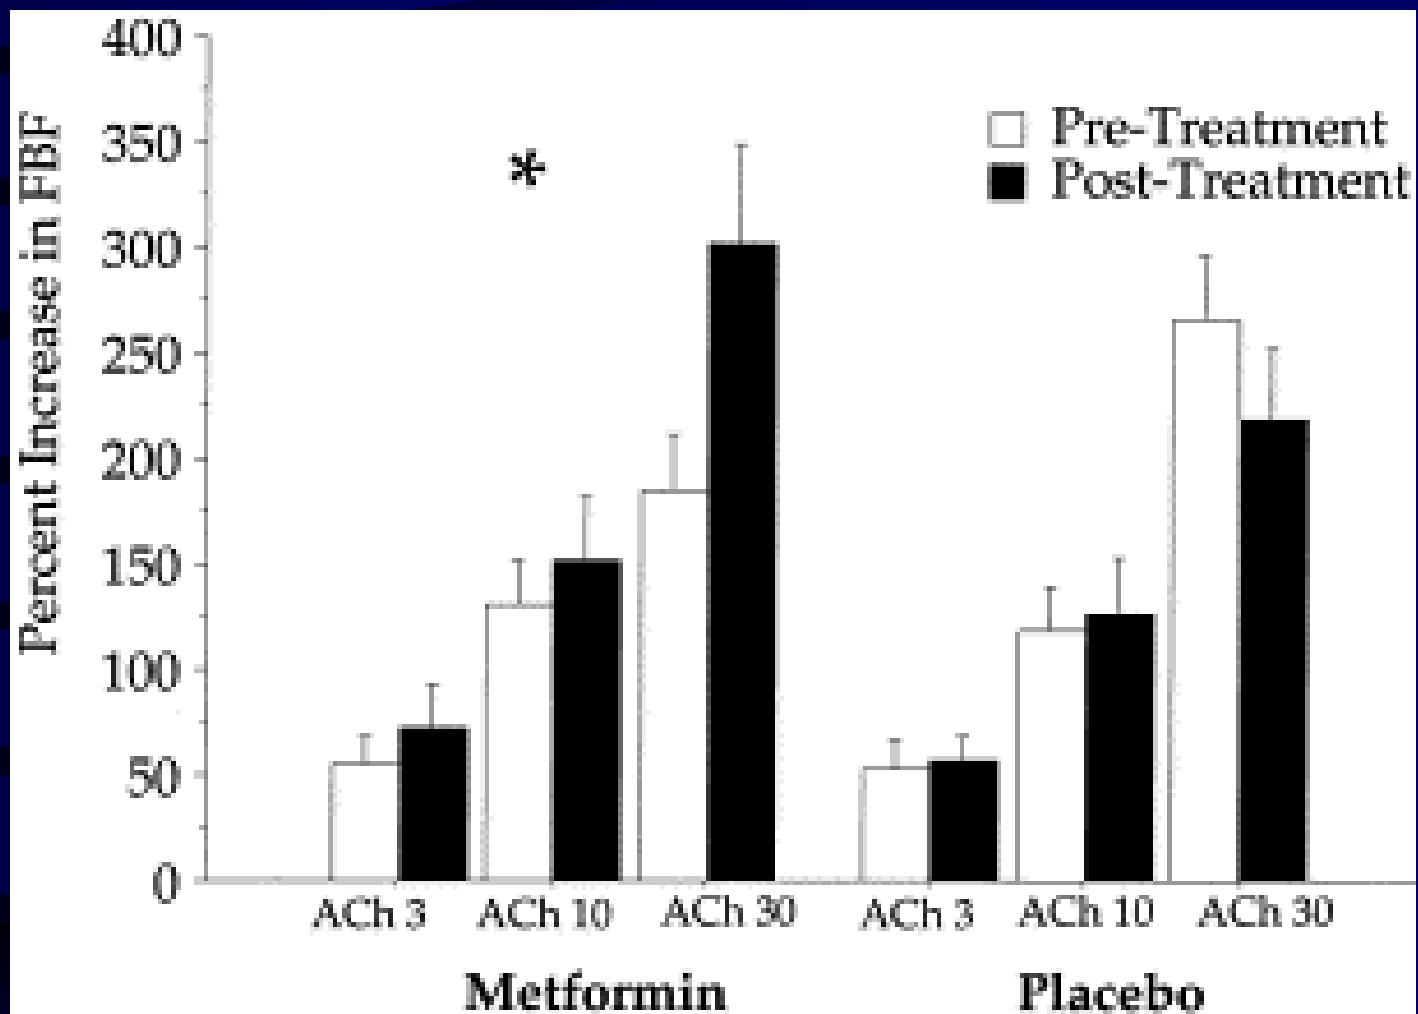 Percent Increase in FBF
400
350
300
250
200
150
100
50
0
*
Pre-Treatment
Post-Treatment
ACh 3 ACh 10 ACh 30 ACh 3 ACh 10 ACh 30
Metformin Placebo